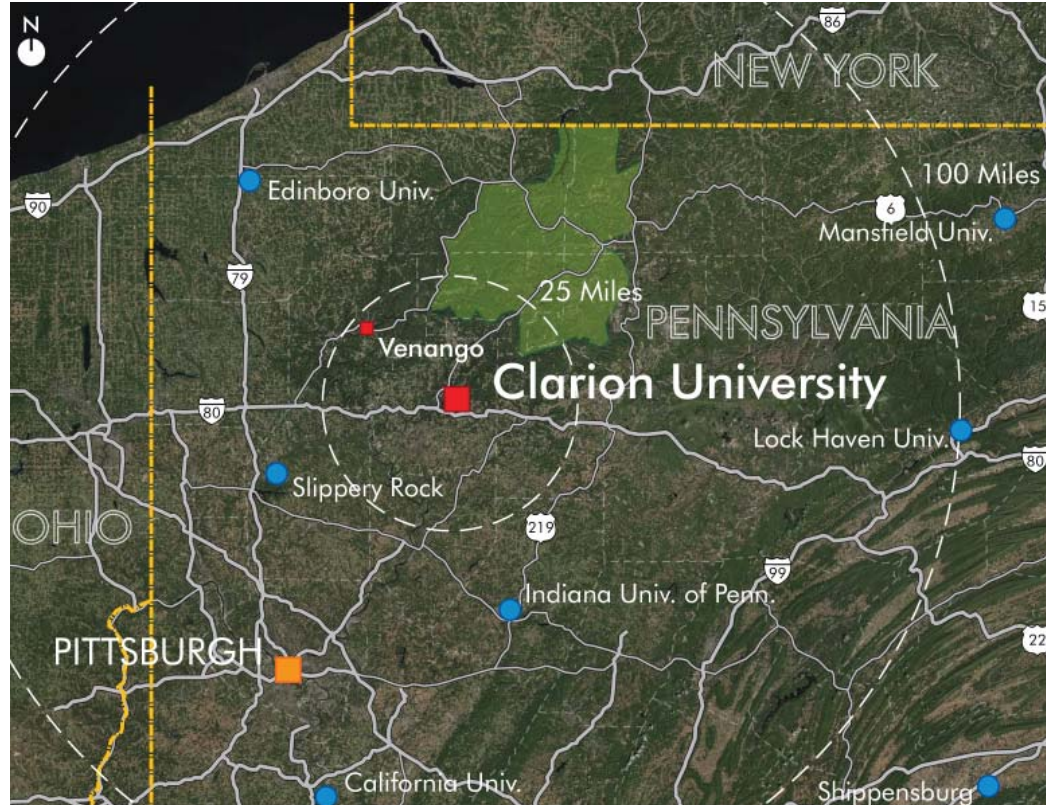 N
86
NEW YORK
Edinboro Univ.
100 Miles
90
6
Mansfield Univ.
79
25 Miles
15
PENNSYLVANIA
Venango
Clarion University
80
Lock Haven Univ.
80
Slippery Rock
OHIO
219
99
Indiana Univ. of Penn.
22
PITTSBURGH
California Univ.
Shippensburg